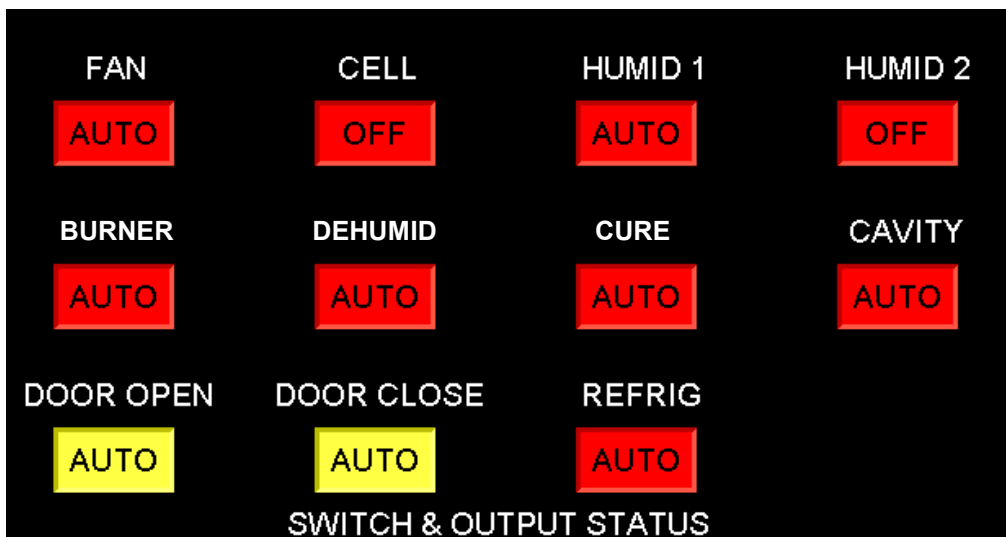 FAN CELL HUMID 1 HUMID 2
AUTO OFF AUTO OFF
BURNER DEHUMID CURE CAVITY
AUTO AUTO AUTO AUTO
DOOR OPEN DOOR CLOSE REFRIG
AUTO AUTO AUTO
SWITCH & OUTPUT STATUS